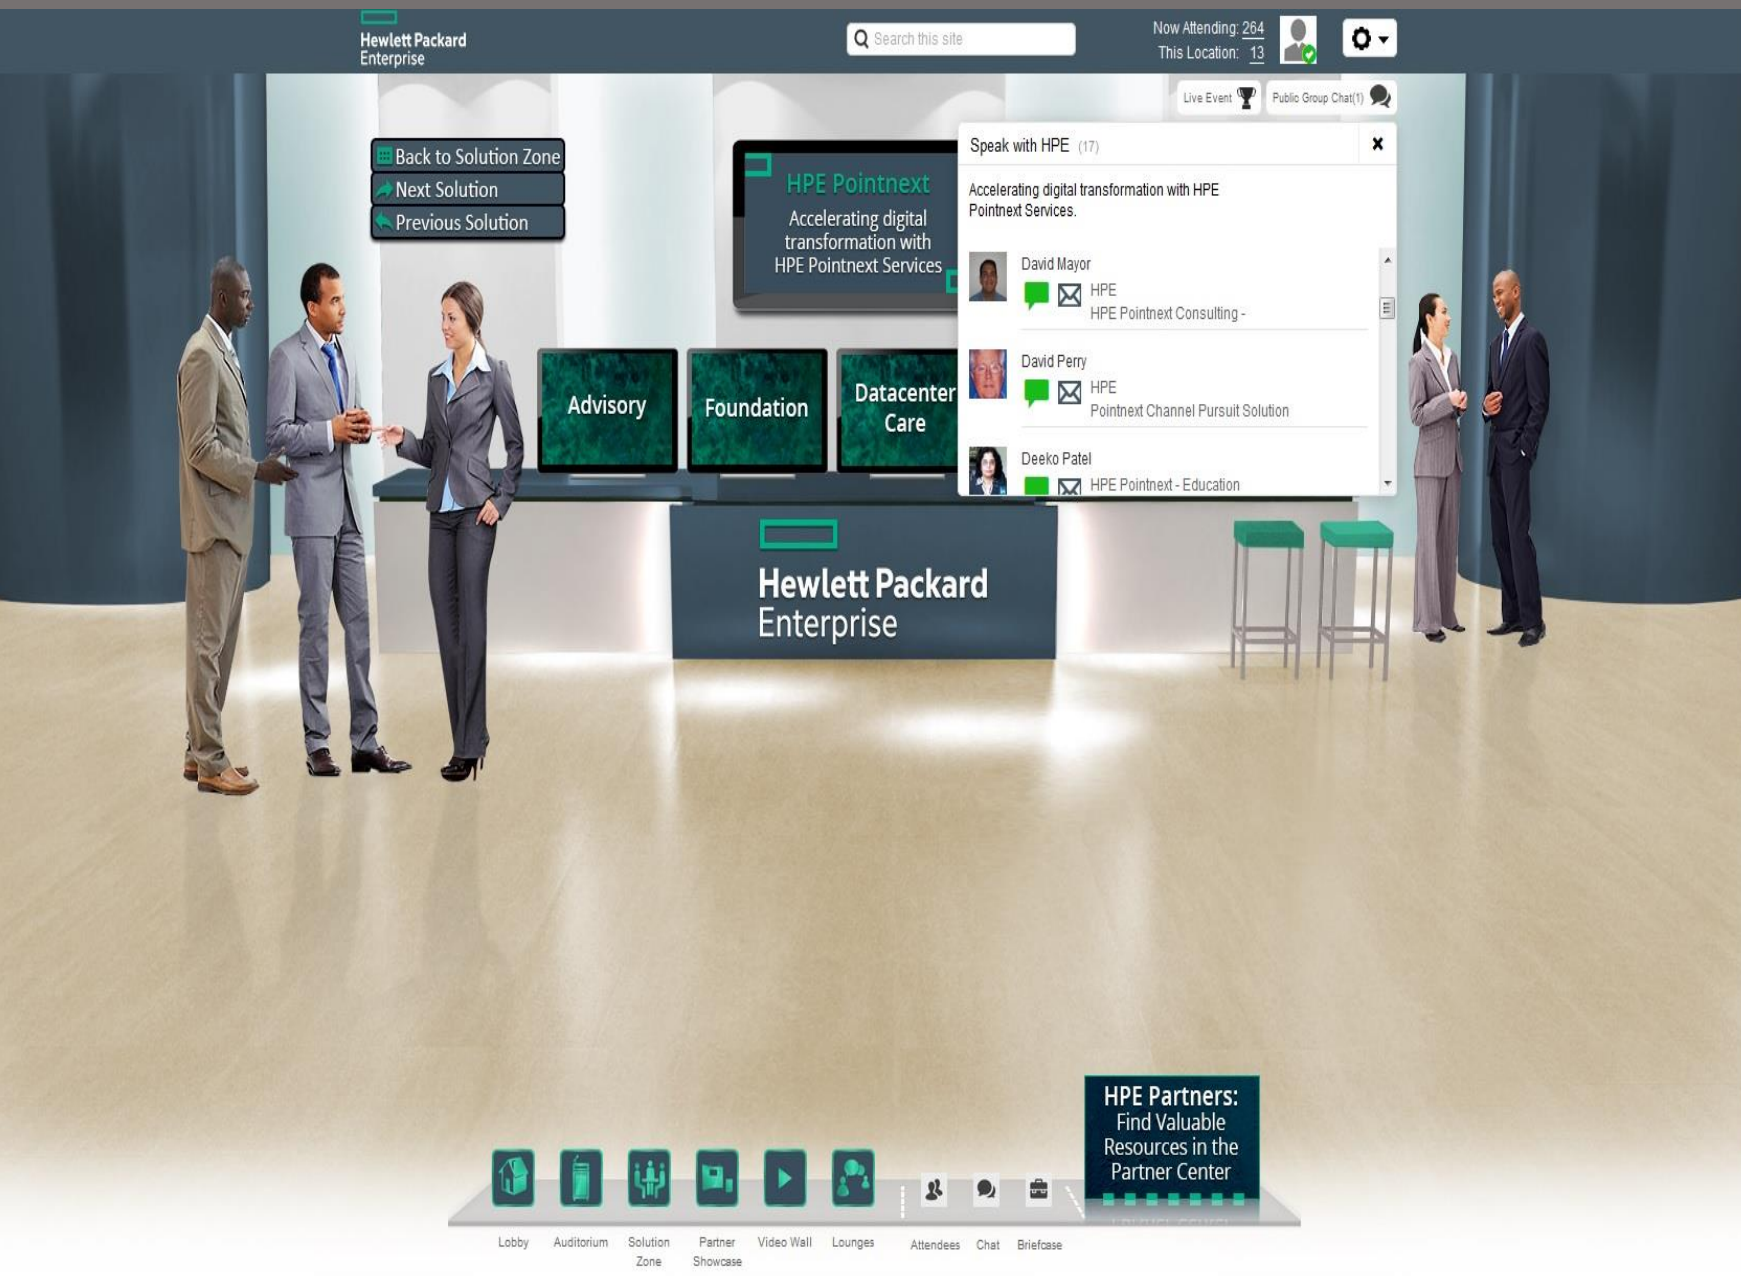 Hewlett Packard
Enterprise
Search this site
Now Attending: 264
This Location: 13
Live Event
Public Group Chat(1)
Back to Solution Zone
Next Solution
Previous Solution
HPE Pointnext
Accelerating digital
transformation with
HPE Pointnext Services
Speak with HPE (17)
Accelerating digital transformation with HPE
Pointnext Services.
David Mayor
HPE
HPE Pointnext Consulting -
David Perry
HPE
Pointnext Channel Pursuit Solution
Deeko Patel
HPE Pointnext - Education
Advisory
Foundation
Datacenter
Care
Hewlett Packard
Enterprise
HPE Partners:
Find Valuable
Resources in the
Partner Center
Lobby
Auditorium
Solution
Zone
Partner
Showcase
Video Wall
Lounges
Attendees
Chat
Briefcase